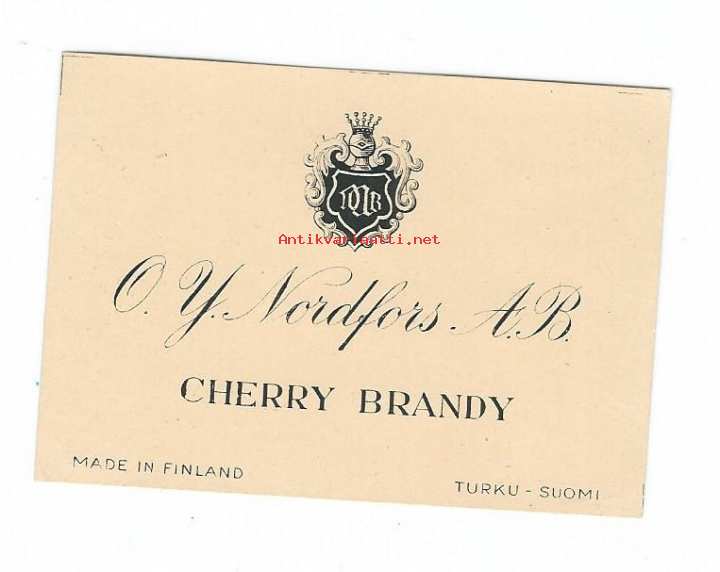 Antikvariaatti.net
O. Y. Nordfors A.B.
CHERRY BRANDY
MADE IN FINLAND
TURKU - SUOMI